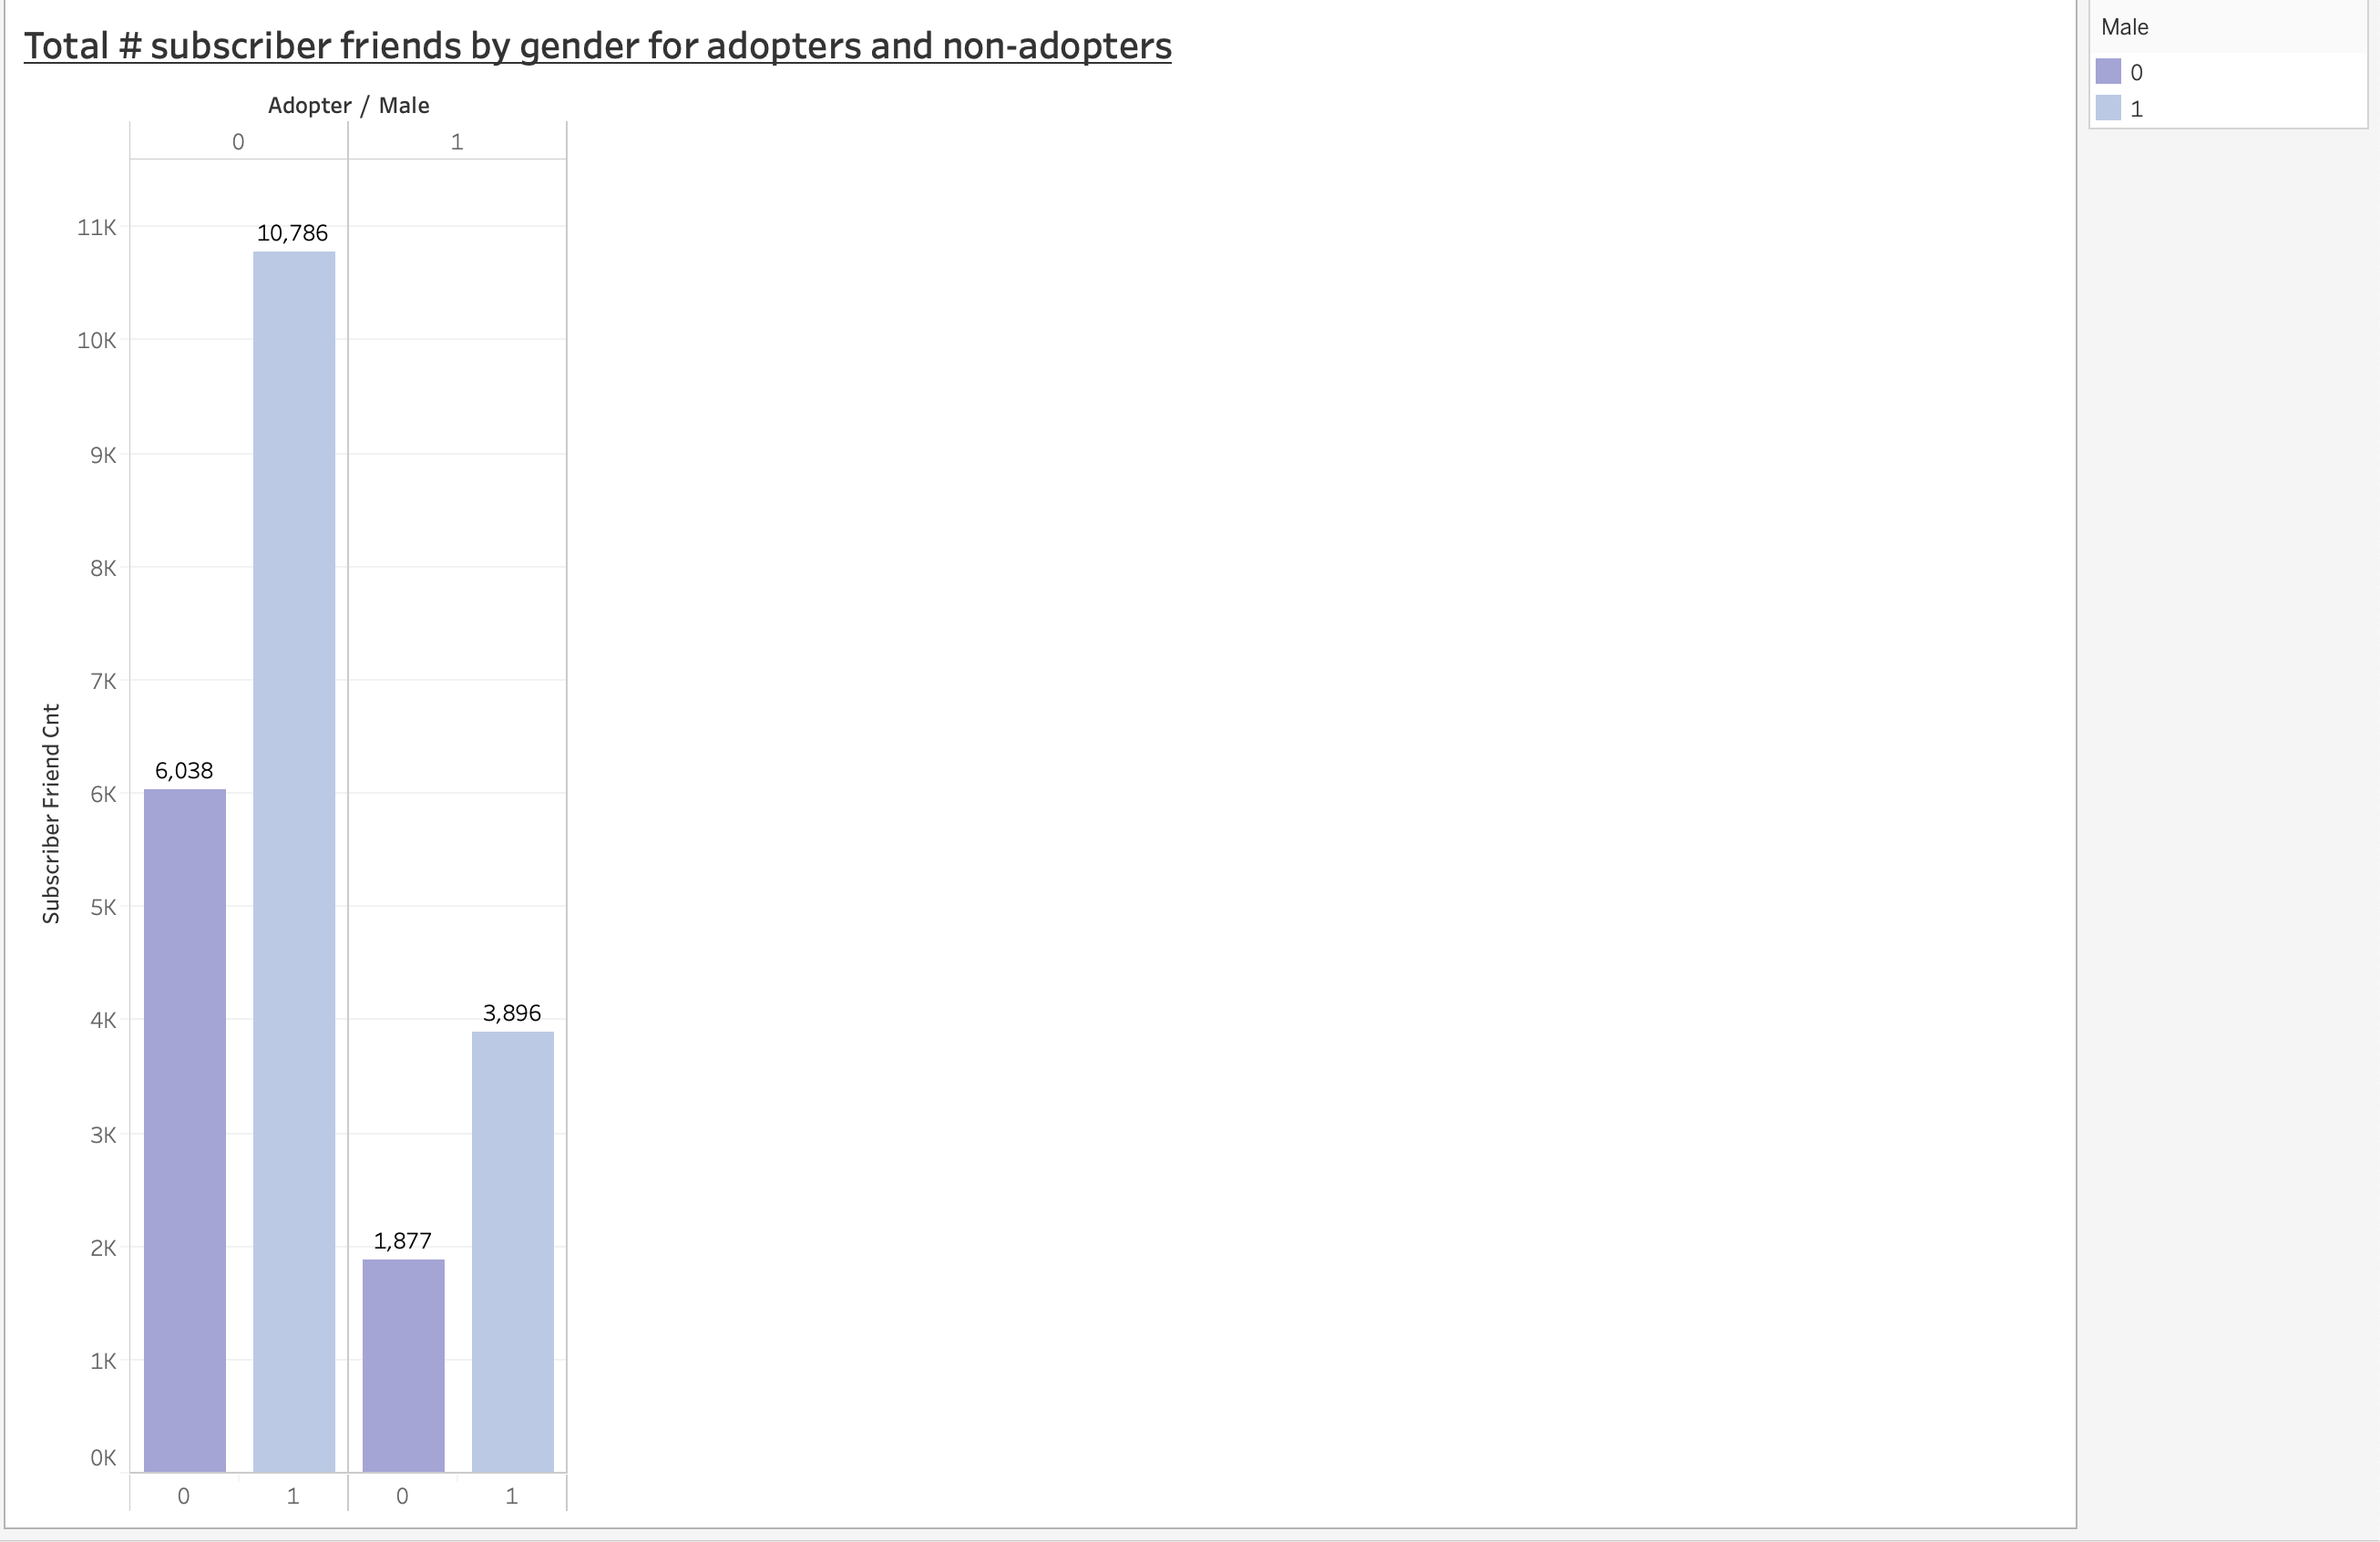 Total # subscriber friends by gender for adopters and non-adopters
Adopter / Male
0 1
11K
10,786
10K
9K
8K
7K
6,038
6K
5K
4K
3,896
3K
2K
1,877
1K
0K
Subscriber Friend Cnt
0 1 0 1
Male
0
1